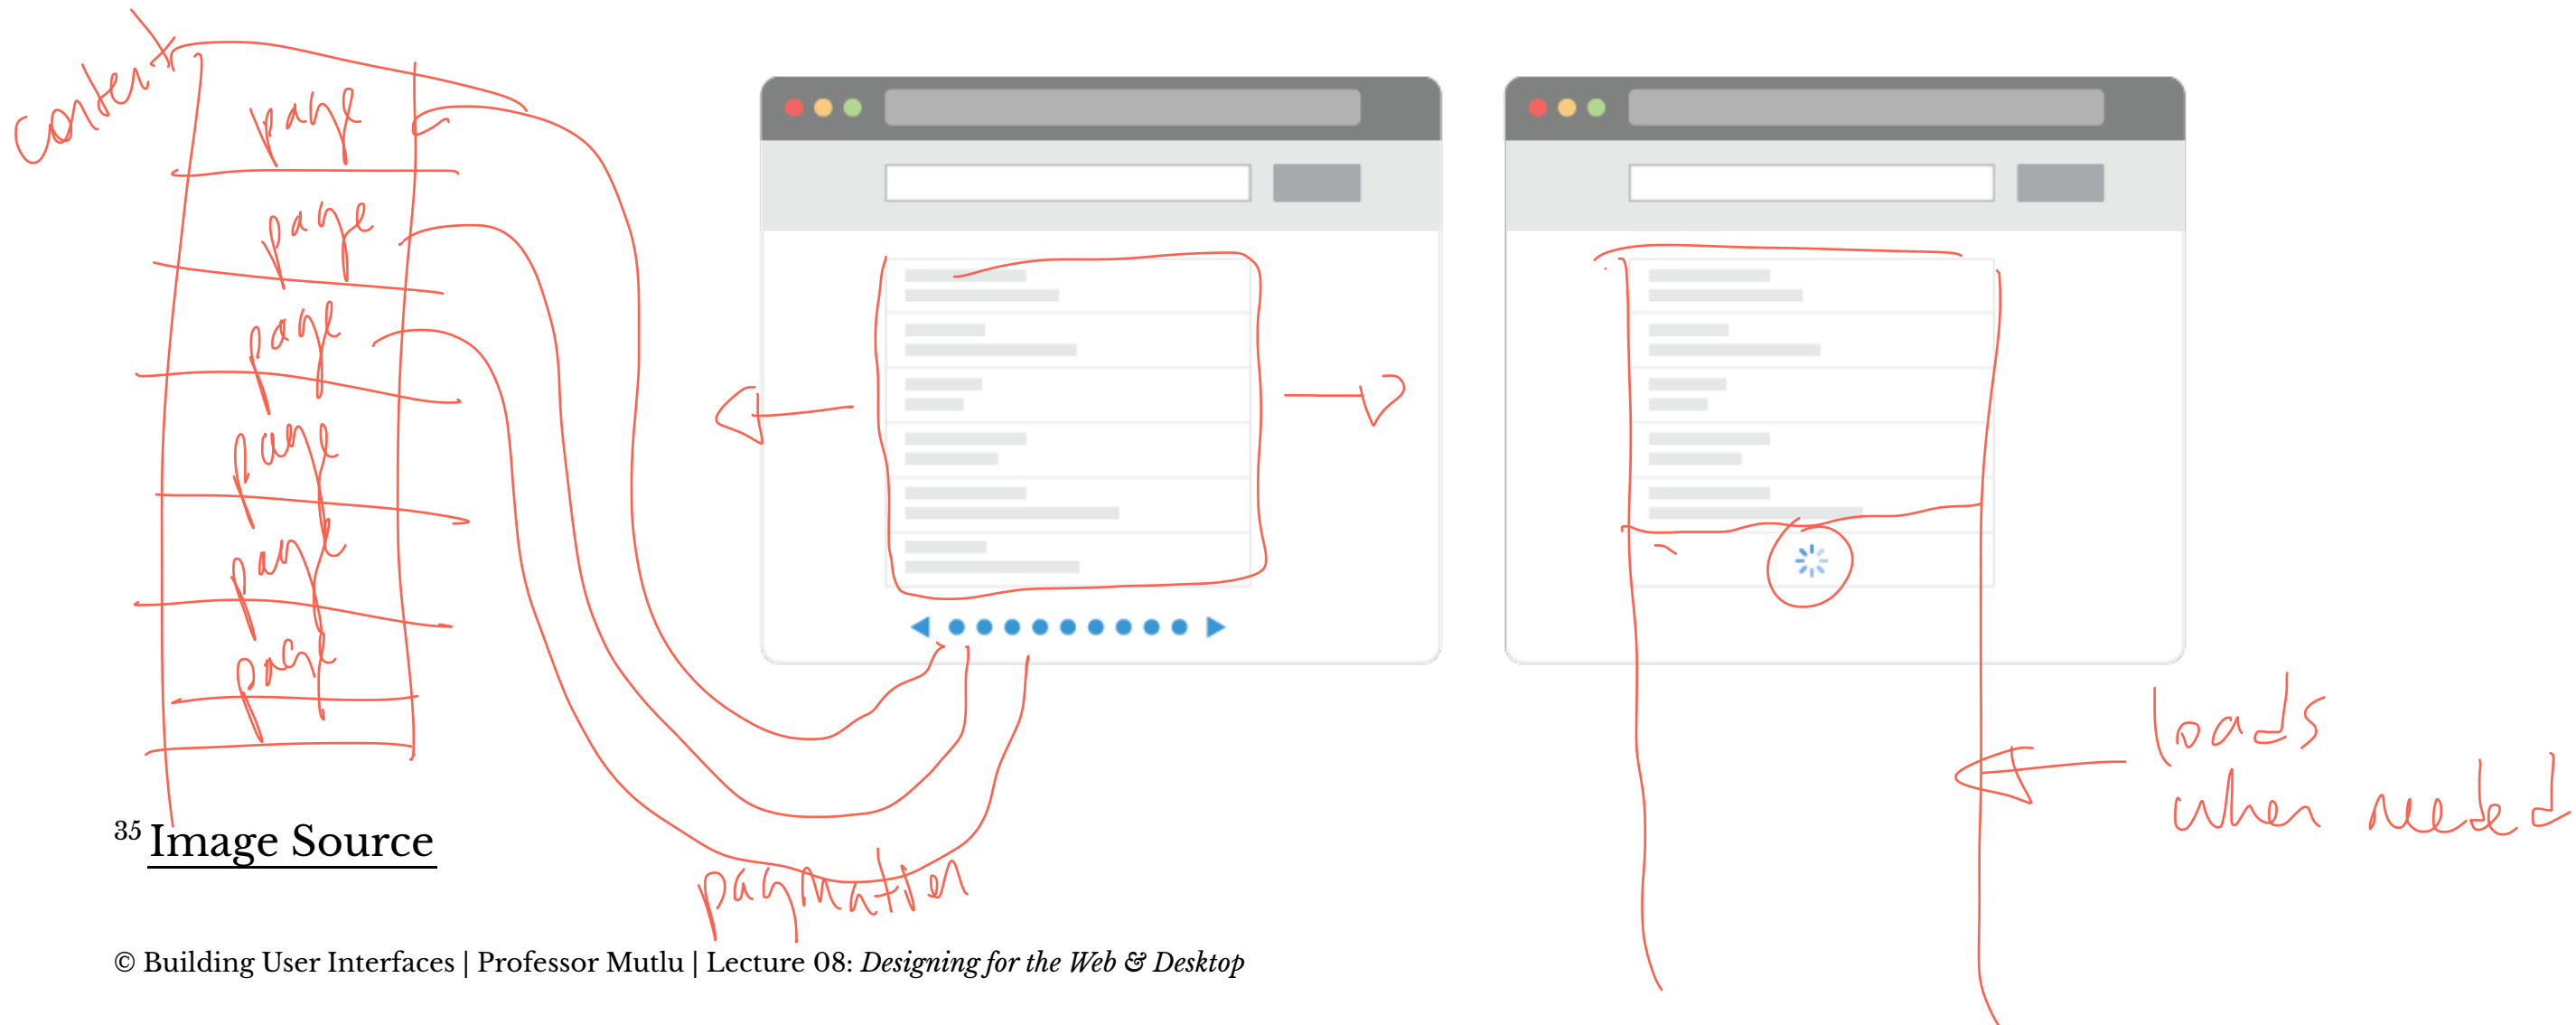 content
page
page
page
page
page
page
pagination
loads
when needed
35 Image Source
© Building User Interfaces | Professor Mutlu | Lecture 08: Designing for the Web & Desktop